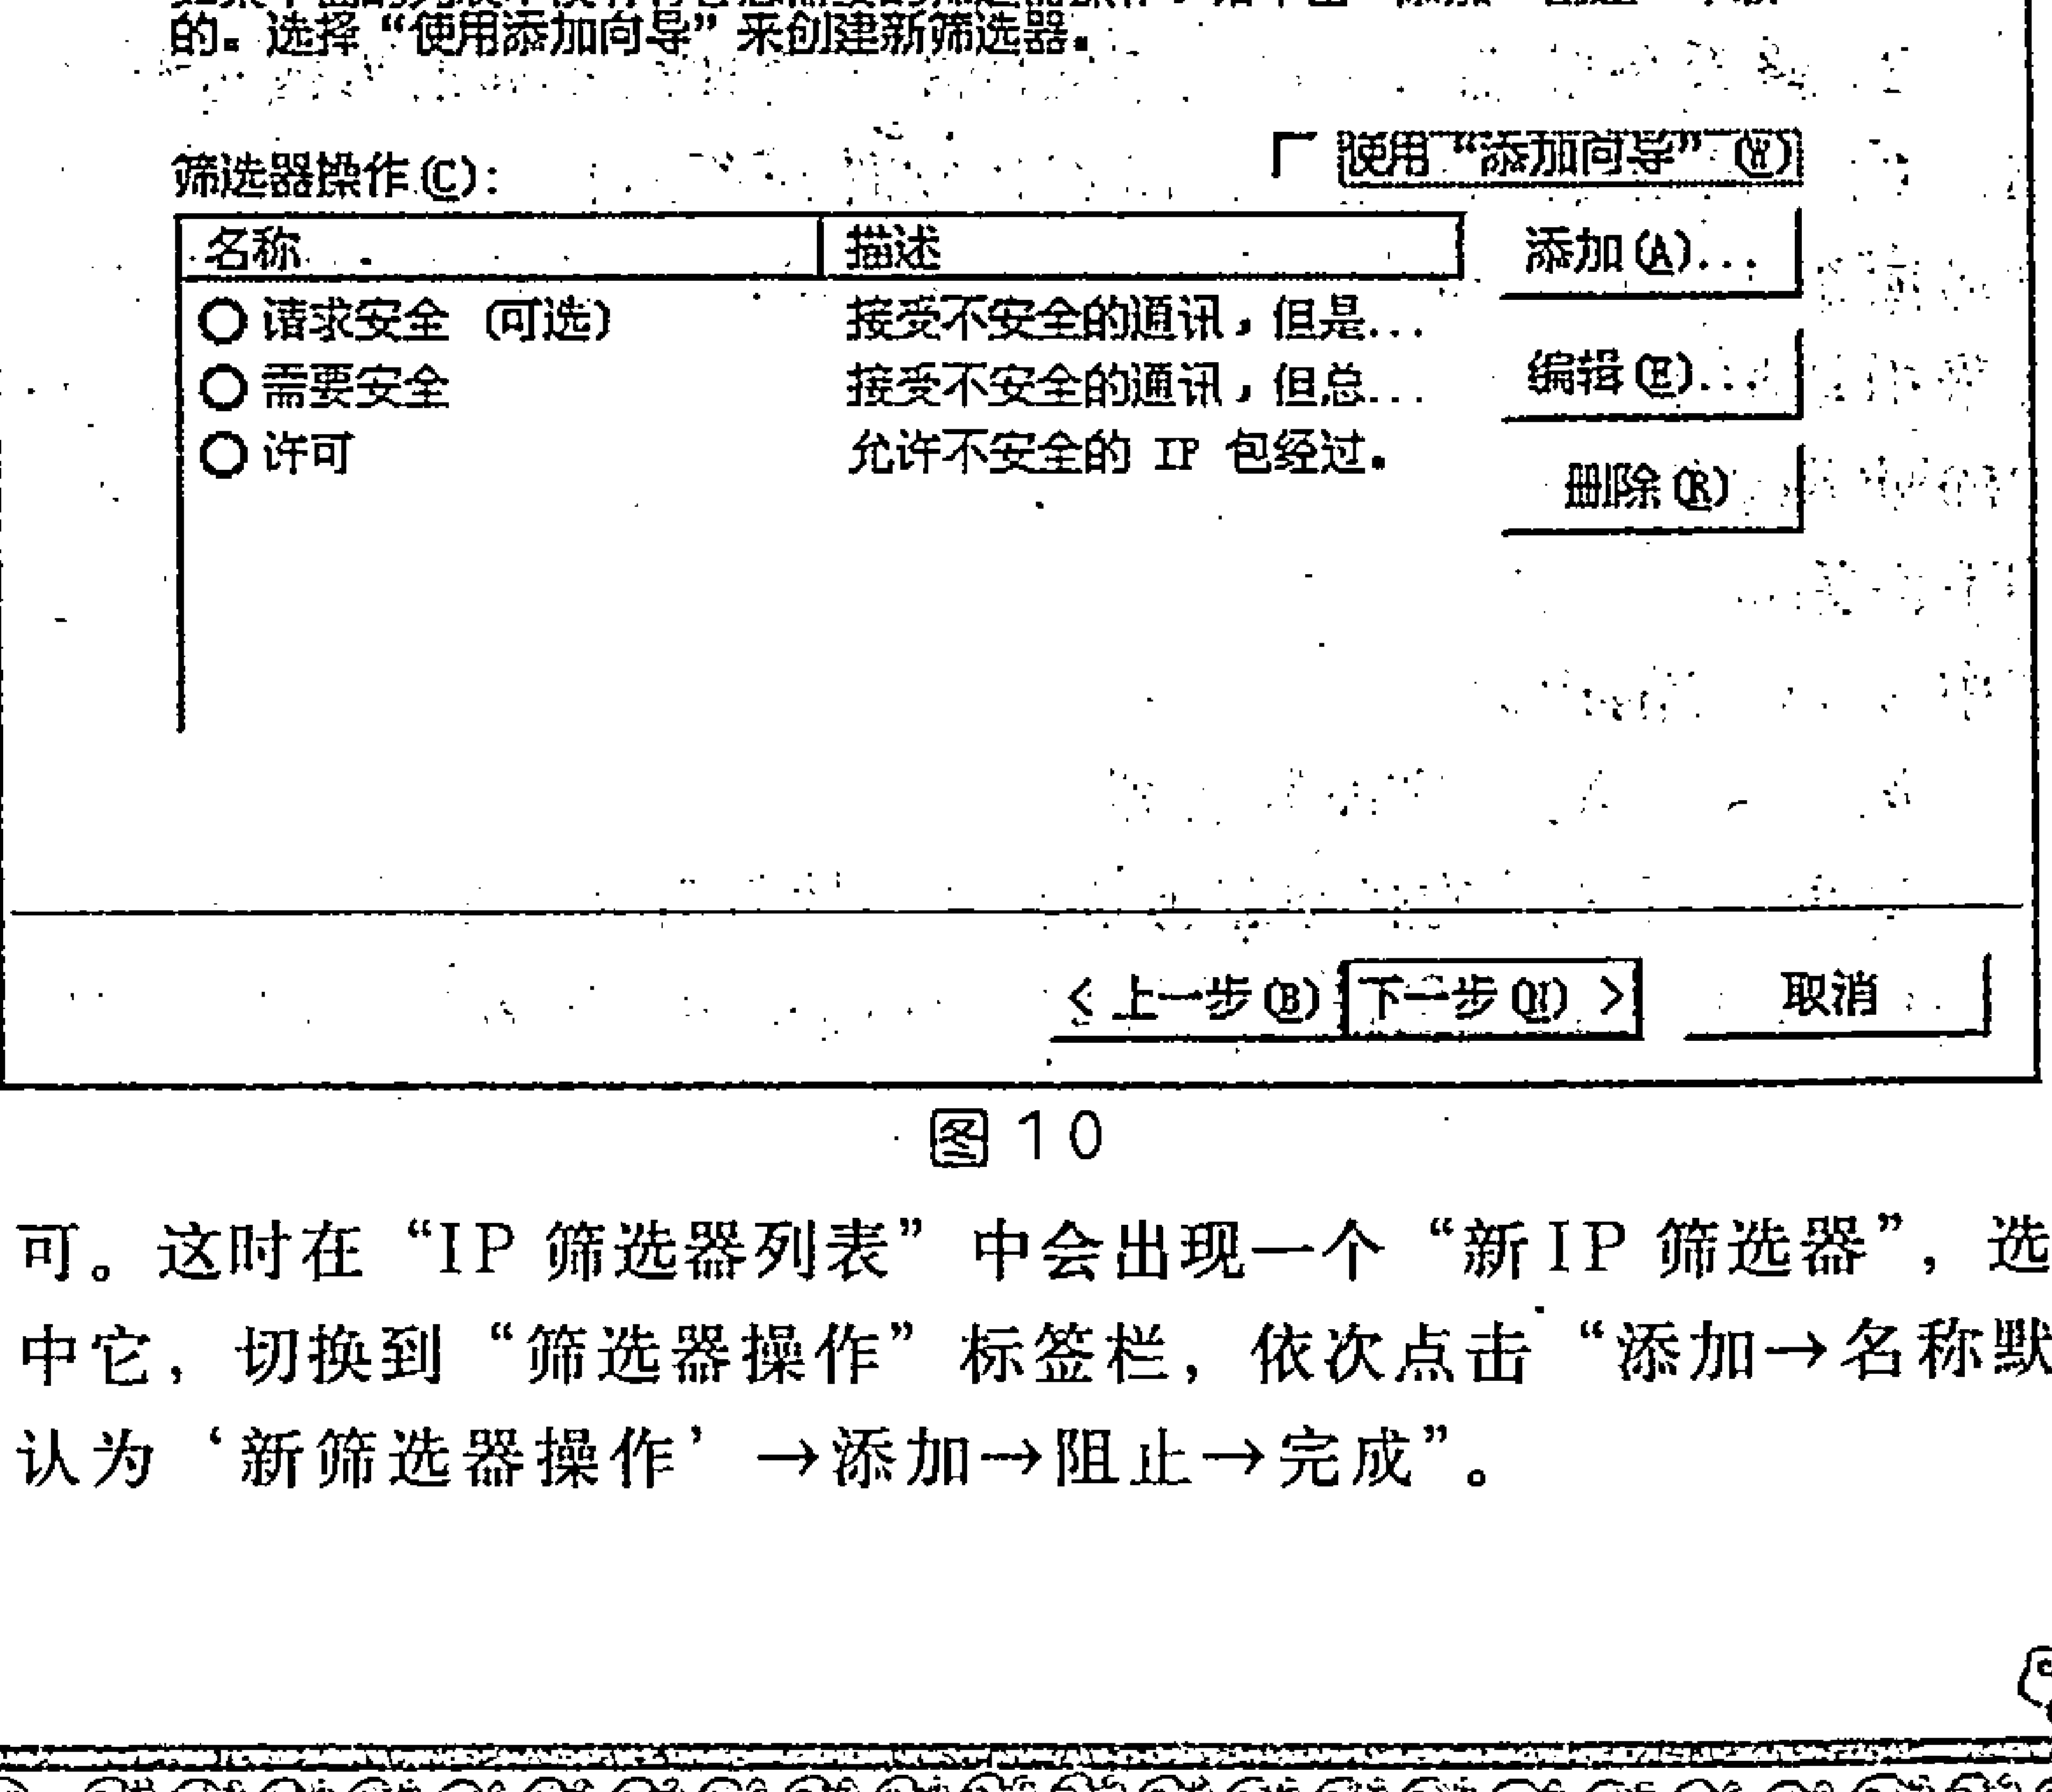 的。选择“使用添加向导”来创建新筛选器。
筛选器操作(C): 使用“添加向导”(W)
名称 描述 添加(A)...
请求安全 (可选) 接受不安全的通讯,但是...
需要安全 接受不安全的通讯,但总... 编辑(E)...
许可 允许不安全的 IP 包经过。
删除(R)
< 上一步(B) 下一步(N) > 取消
图10
可。这时在“IP 筛选器列表”中会出现一个“新IP 筛选器”, 选
中它, 切换到“筛选器操作”标签栏, 依次点击“添加→名称默
认为‘新筛选器操作’→添加→阻止→完成”。